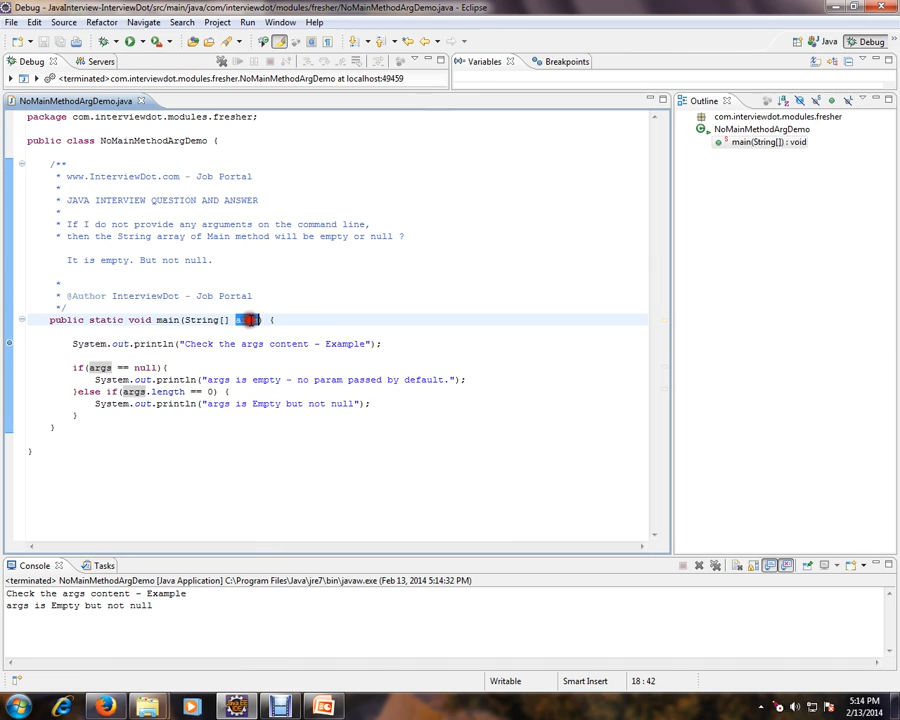 Debug - JavaInterview-InterviewDot/src/main/java/com/interviewdot/modules/fresher/NoMainMethodArgDemo.java - Eclipse
File Edit Source Refactor Navigate Search Project Run Window Help
Java Debug
Debug Servers
Variables Breakpoints
<terminated>com.interviewdot.modules.fresher.NoMainMethodArgDemo at localhost:49459
NoMainMethodArgDemo.java
Outline
package com.interviewdot.modules.fresher;
com.interviewdot.modules.fresher
NoMainMethodArgDemo
main(String[]) : void
public class NoMainMethodArgDemo {
/**
* www.InterviewDot.com - Job Portal
*
* JAVA INTERVIEW QUESTION AND ANSWER
*
* If I do not provide any arguments on the command line,
* then the String array of Main method will be empty or null ?
It is empty. But not null.
*
* @Author InterviewDot - Job Portal
*/
public static void main(String[] ) {
System.out.println("Check the args content - Example");
if(args == null){
System.out.println("args is empty - no param passed by default.");
}else if(args.length == 0) {
System.out.println("args is Empty but not null");
}
}
}
Console Tasks
<terminated> NoMainMethodArgDemo [Java Application] C:\Program Files\Java\jre7\bin\javaw.exe (Feb 13, 2014 5:14:32 PM)
Check the args content - Example
args is Empty but not null
Writable Smart Insert 18 : 42
5:14 PM
2/13/2014